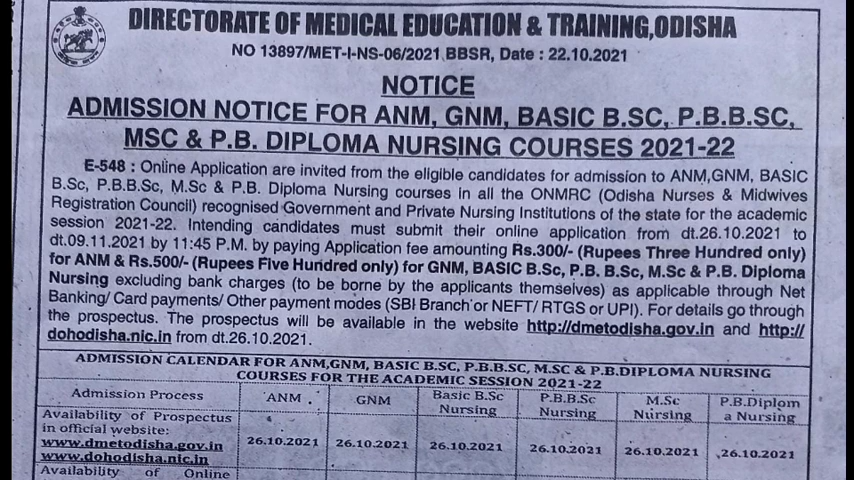 DIRECTORATE OF MEDICAL EDUCATION & TRAINING,ODISHA
NO 13897/MET-I-NS-06/2021 BBSR, Date : 22.10.2021
NOTICE
ADMISSION NOTICE FOR ANM, GNM, BASIC B.SC, P.B.B.SC,
MSC & P.B. DIPLOMA NURSING COURSES 2021-22
E-548 : Online Application are invited from the eligible candidates for admission to ANM,GNM, BASIC
B.Sc, P.B.B.Sc, M.Sc & P.B. Diploma Nursing courses in all the ONMRC (Odisha Nurses & Midwives
Registration Council) recognised Government and Private Nursing Institutions of the state for the academic
session 2021-22. Intending candidates must submit their online application from dt.26.10.2021 to
dt.09.11.2021 by 11:45 P.M. by paying Application fee amounting Rs.300/- (Rupees Three Hundred only)
for ANM & Rs.500/- (Rupees Five Hundred only) for GNM, BASIC B.Sc, P.B. B.Sc, M.Sc & P.B. Diploma
Nursing excluding bank charges (to be borne by the applicants themselves) as applicable through Net
Banking/ Card payments/ Other payment modes (SBI Branch or NEFT/ RTGS or UPI). For details go through
the prospectus. The prospectus will be available in the website http://dmetodisha.gov.in and http://
dohodisha.nic.in from dt.26.10.2021.
ADMISSION CALENDAR FOR ANM,GNM, BASIC B.SC, P.B.B.SC, M.SC & P.B.DIPLOMA NURSING
COURSES FOR THE ACADEMIC SESSION 2021-22
Admission Process ANM GNM Basic B.Sc Nursing P.B.B.Sc Nursing M.Sc Nursing P.B.Diplom a Nursing
Availability of Prospectus
in official website:
www.dmetodisha.gov.in
www.dohodisha.nic.in
26.10.2021 26.10.2021 26.10.2021 26.10.2021 26.10.2021 26.10.2021
Availability of Online